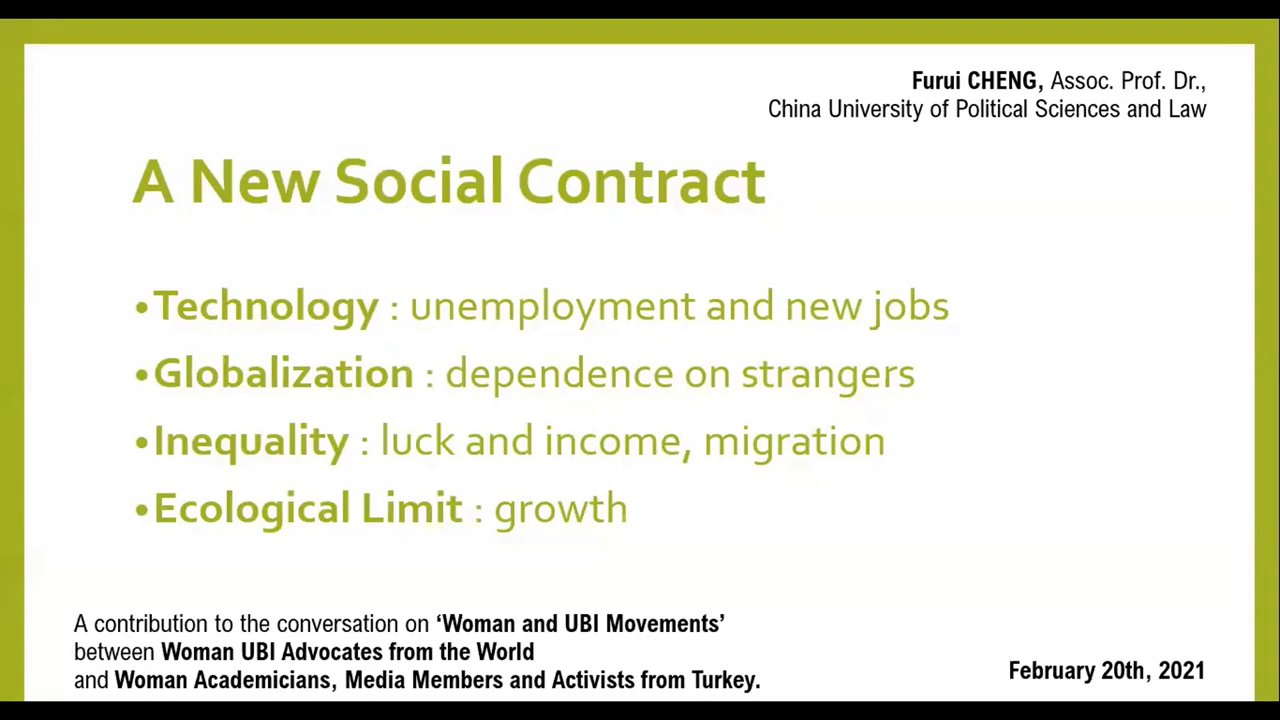 Furui CHENG, Assoc. Prof. Dr.,
China University of Political Sciences and Law
A New Social Contract
•Technology : unemployment and new jobs
•Globalization : dependence on strangers
•Inequality : luck and income, migration
•Ecological Limit : growth
A contribution to the conversation on ‘Woman and UBI Movements’
between Woman UBI Advocates from the World
and Woman Academicians, Media Members and Activists from Turkey.
February 20th, 2021